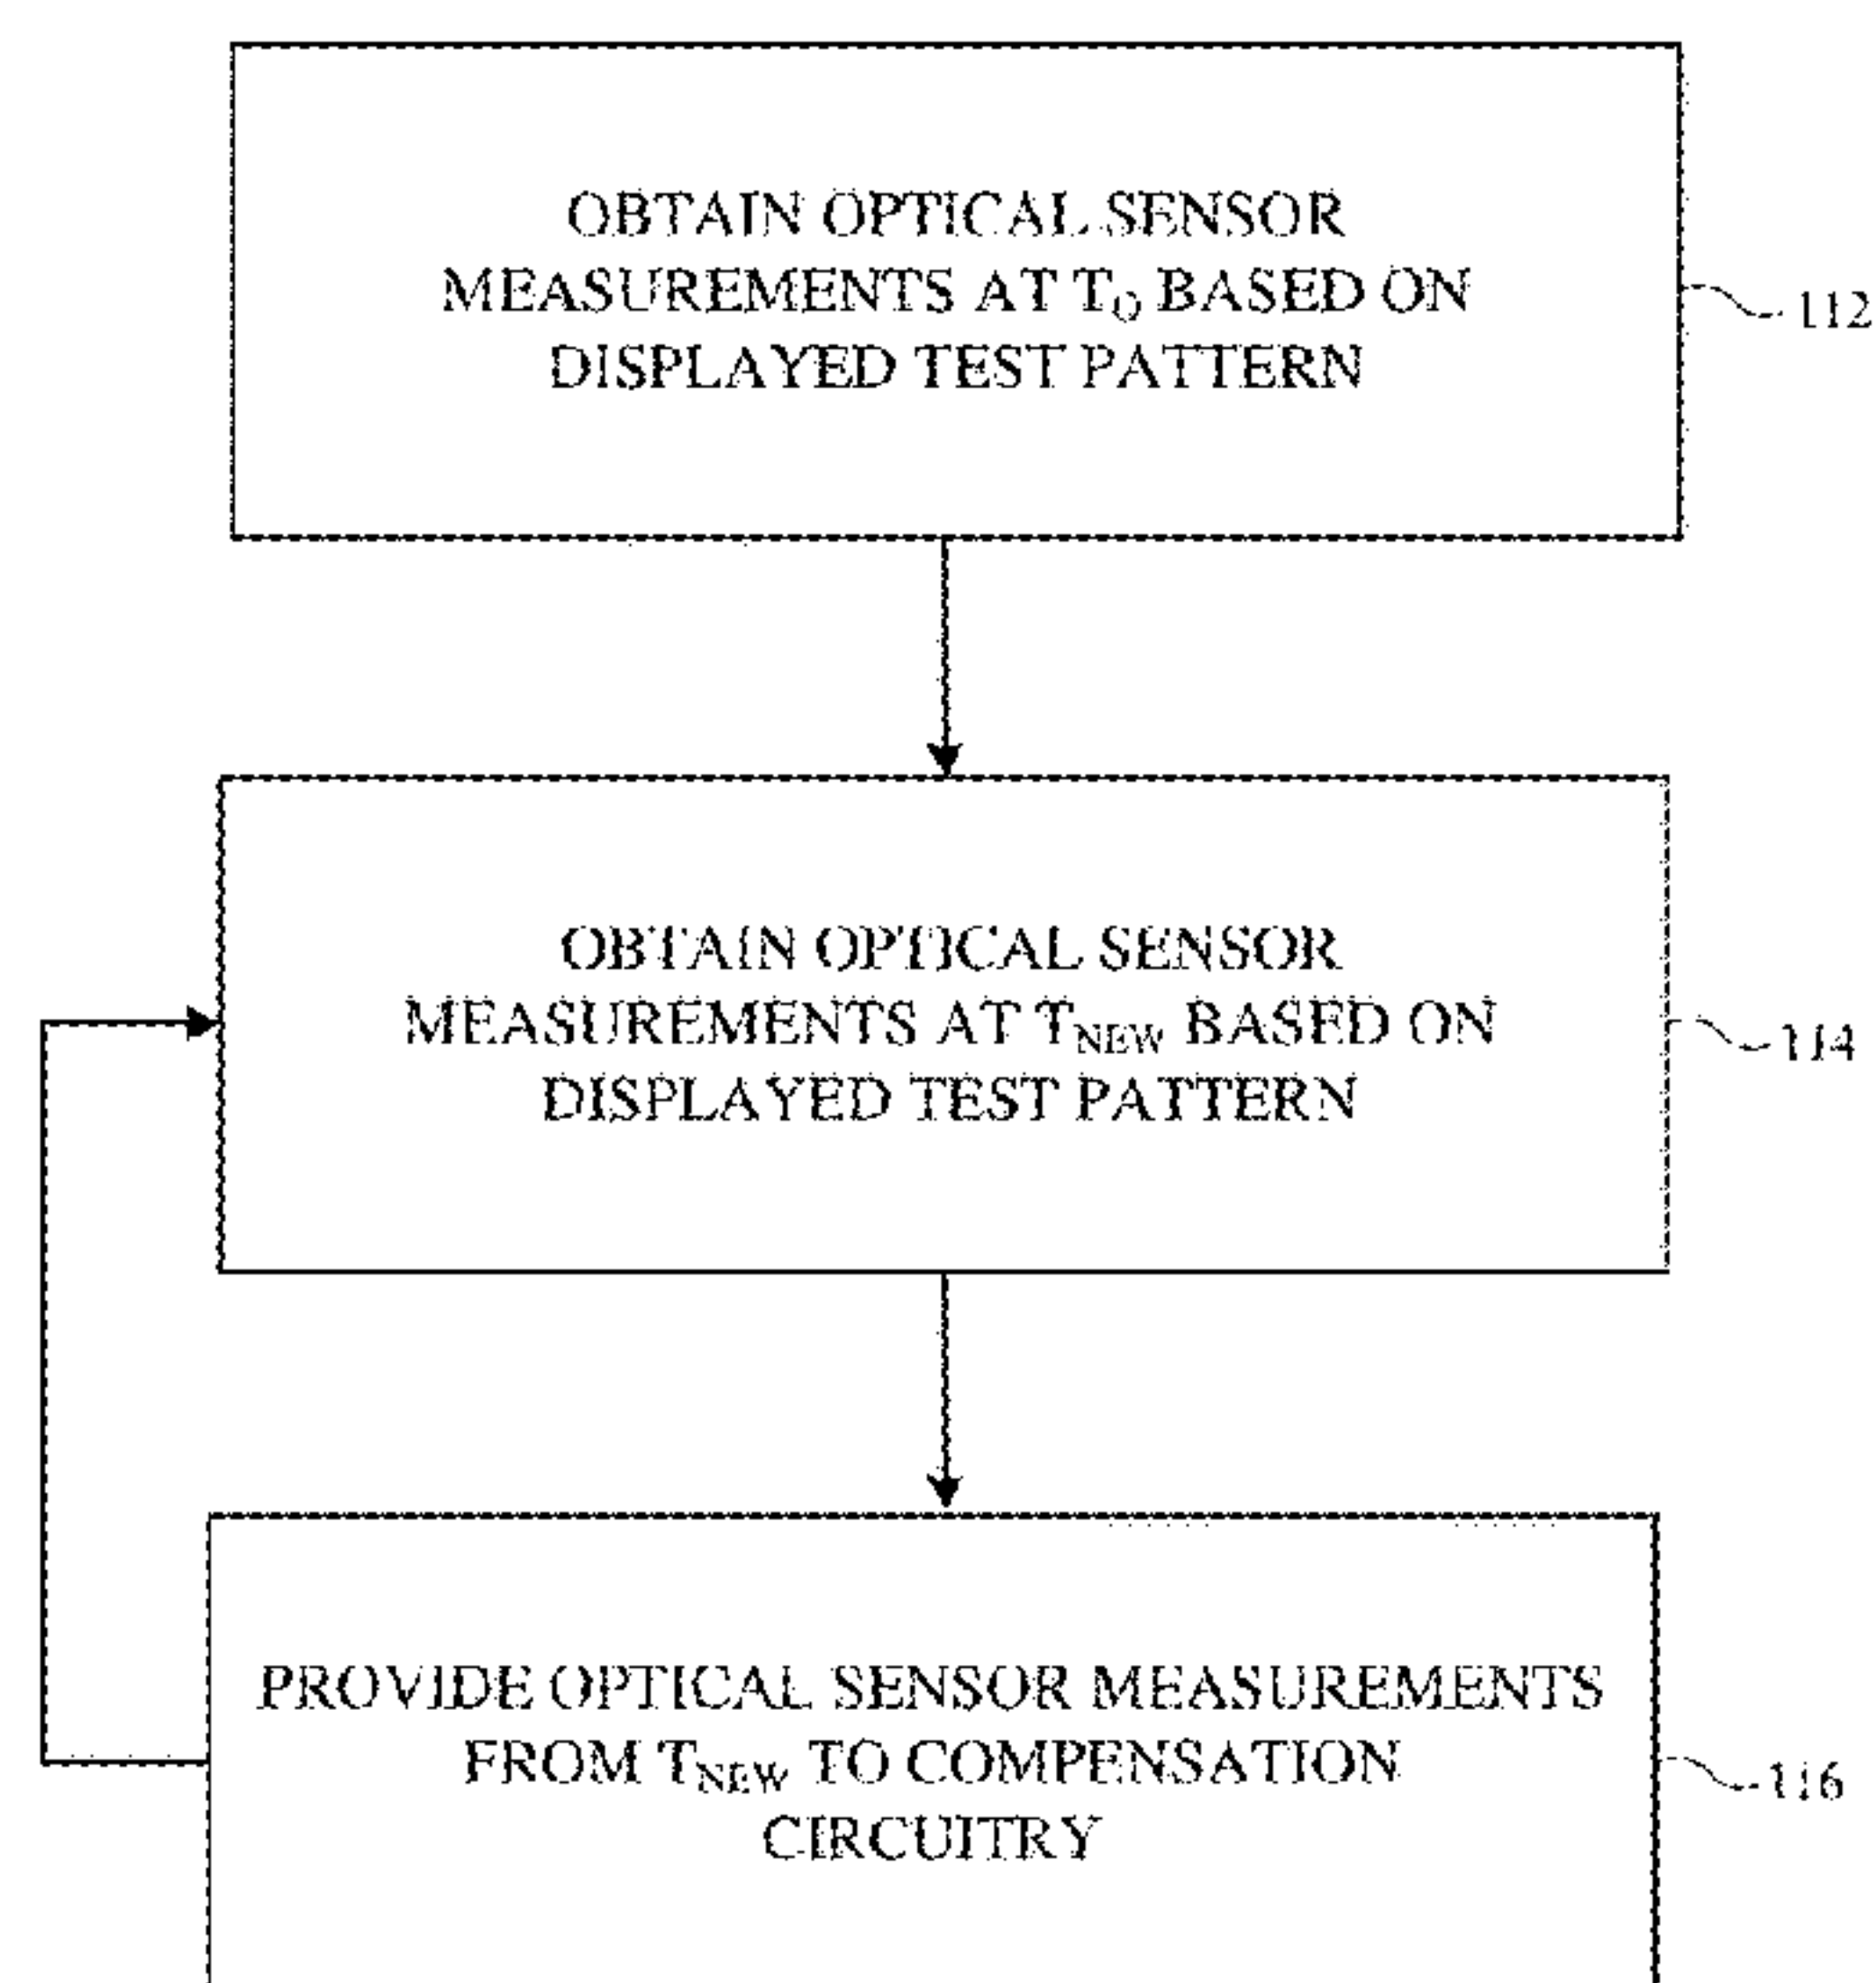 OBTAIN OPTICAL SENSOR
MEASUREMENTS AT T₀ BASED ON
DISPLAYED TEST PATTERN
112
OBTAIN OPTICAL SENSOR
MEASUREMENTS AT TNEW BASED ON
DISPLAYED TEST PATTERN
114
PROVIDE OPTICAL SENSOR MEASUREMENTS
FROM TNEW TO COMPENSATION
CIRCUITRY
116